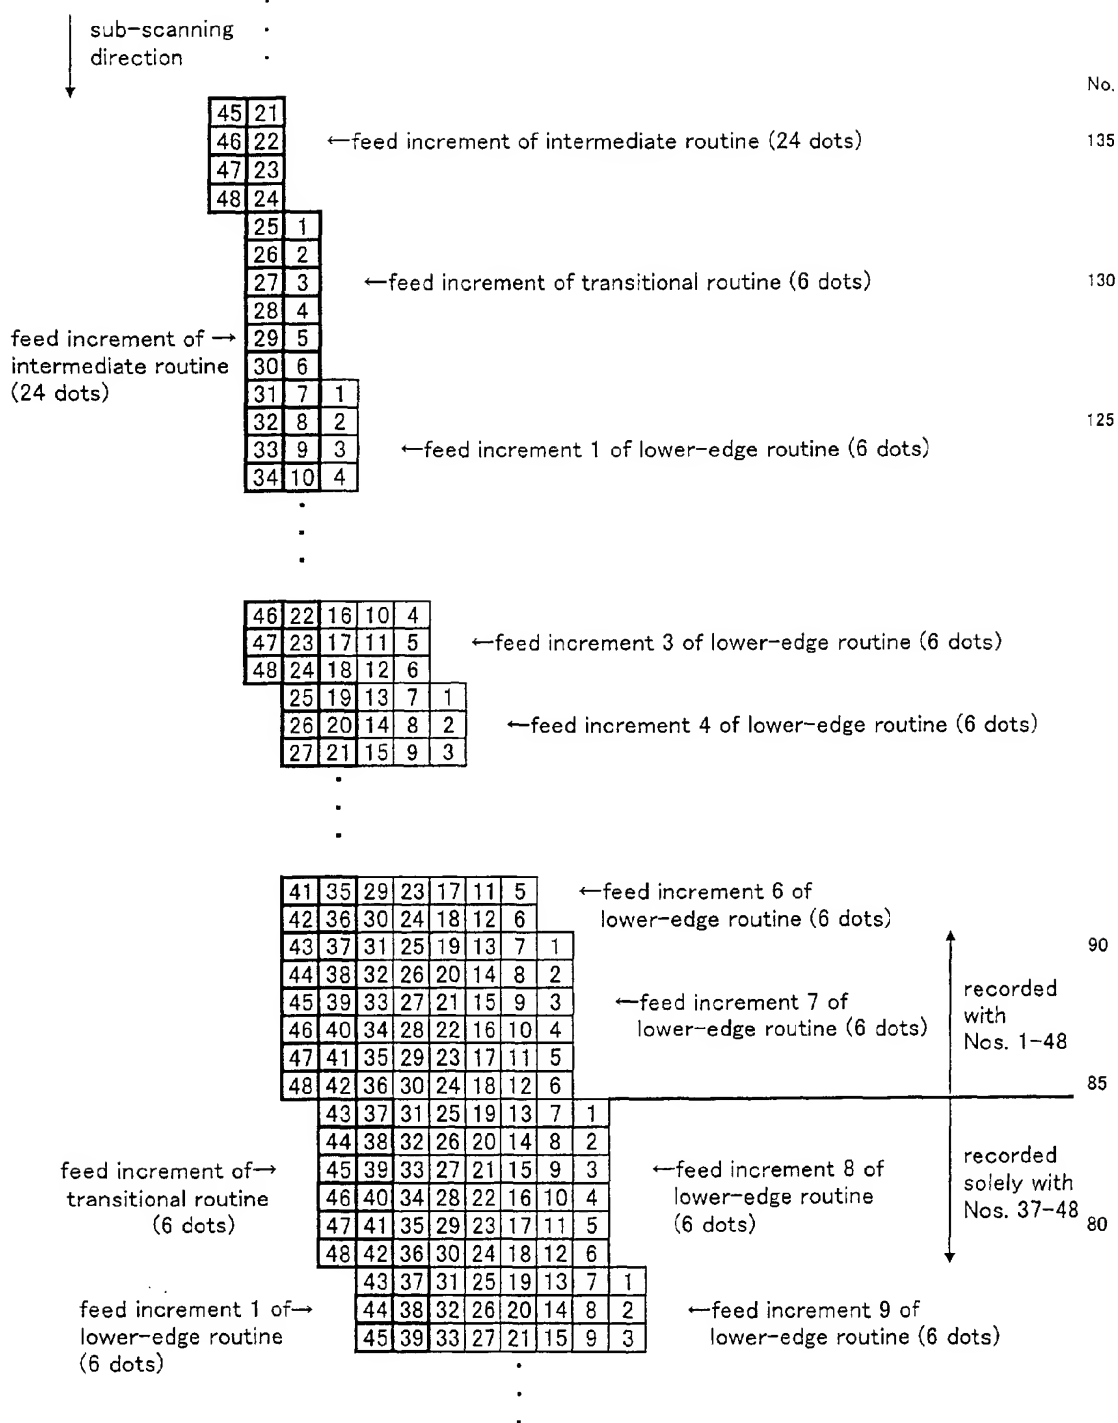 sub-scanning
direction
No.
45 21
46 22 ←feed increment of intermediate routine (24 dots) 135
47 23
48 24
25 1
26 2
27 3 ←feed increment of transitional routine (6 dots) 130
28 4
feed increment of → 29 5
intermediate routine 30 6
(24 dots) 31 7 1
32 8 2 125
33 9 3 ←feed increment 1 of lower-edge routine (6 dots)
34 10 4
46 22 16 10 4
47 23 17 11 5 ←feed increment 3 of lower-edge routine (6 dots)
48 24 18 12 6
25 19 13 7 1
26 20 14 8 2 ←feed increment 4 of lower-edge routine (6 dots)
27 21 15 9 3
41 35 29 23 17 11 5 ←feed increment 6 of
42 36 30 24 18 12 6 lower-edge routine (6 dots)
43 37 31 25 19 13 7 1 90
44 38 32 26 20 14 8 2
45 39 33 27 21 15 9 3 ←feed increment 7 of
46 40 34 28 22 16 10 4 lower-edge routine (6 dots)
47 41 35 29 23 17 11 5
48 42 36 30 24 18 12 6 85
recorded
with
Nos. 1-48
43 37 31 25 19 13 7 1
44 38 32 26 20 14 8 2
feed increment of→ 45 39 33 27 21 15 9 3 ←feed increment 8 of
transitional routine 46 40 34 28 22 16 10 4 lower-edge routine
(6 dots) 47 41 35 29 23 17 11 5 (6 dots) 80
48 42 36 30 24 18 12 6
recorded
solely with
Nos. 37-48
43 37 31 25 19 13 7 1
feed increment 1 of→ 44 38 32 26 20 14 8 2 ←feed increment 9 of
lower-edge routine 45 39 33 27 21 15 9 3 lower-edge routine (6 dots)
(6 dots)